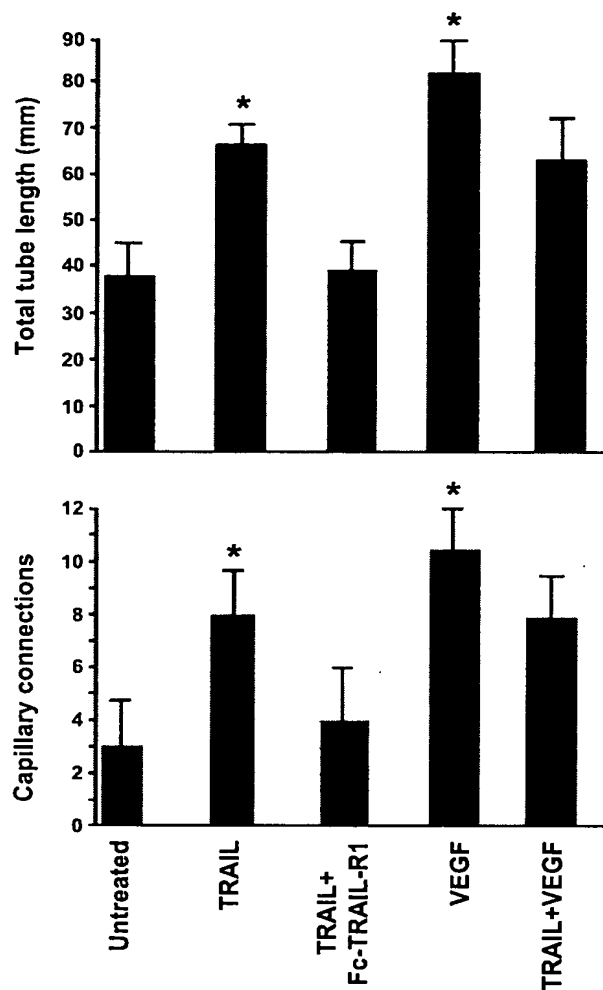 90
80
70
60
50
40
30
20
10
0
Total tube length (mm)
*
*
12
10
8
6
4
2
0
Capillary connections
*
*
Untreated
TRAIL
TRAIL+
Fc-TRAIL-R1
VEGF
TRAIL+VEGF